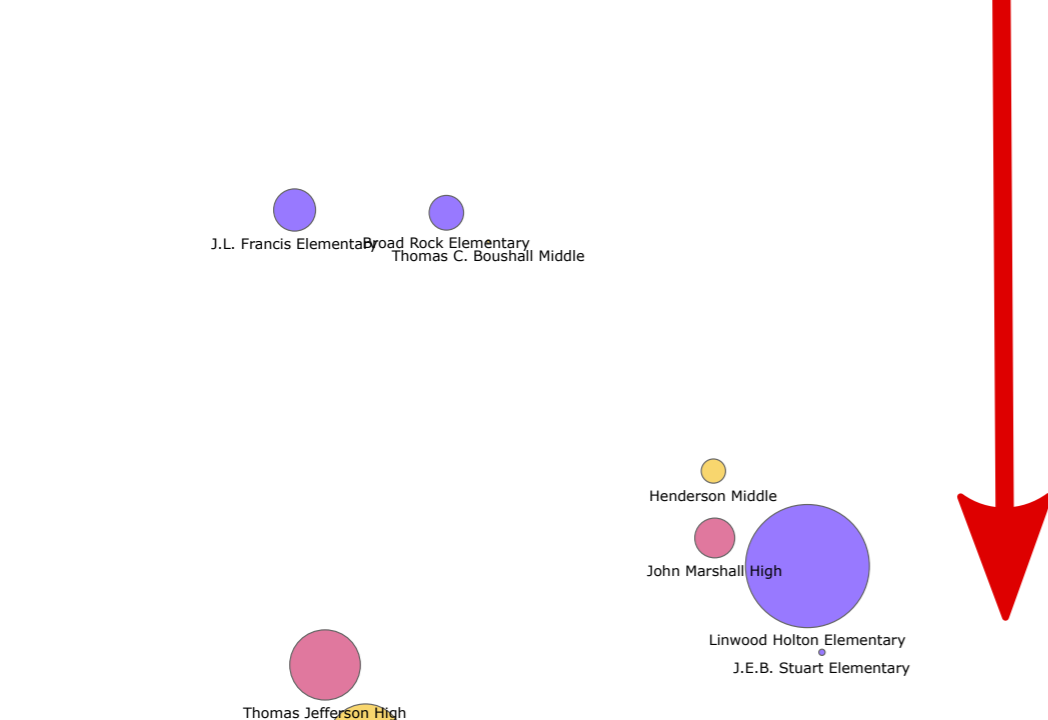 J.L. Francis Elementary
Broad Rock Elementary
Thomas C. Boushall Middle
Henderson Middle
John Marshall High
Linwood Holton Elementary
J.E.B. Stuart Elementary
Thomas Jefferson High